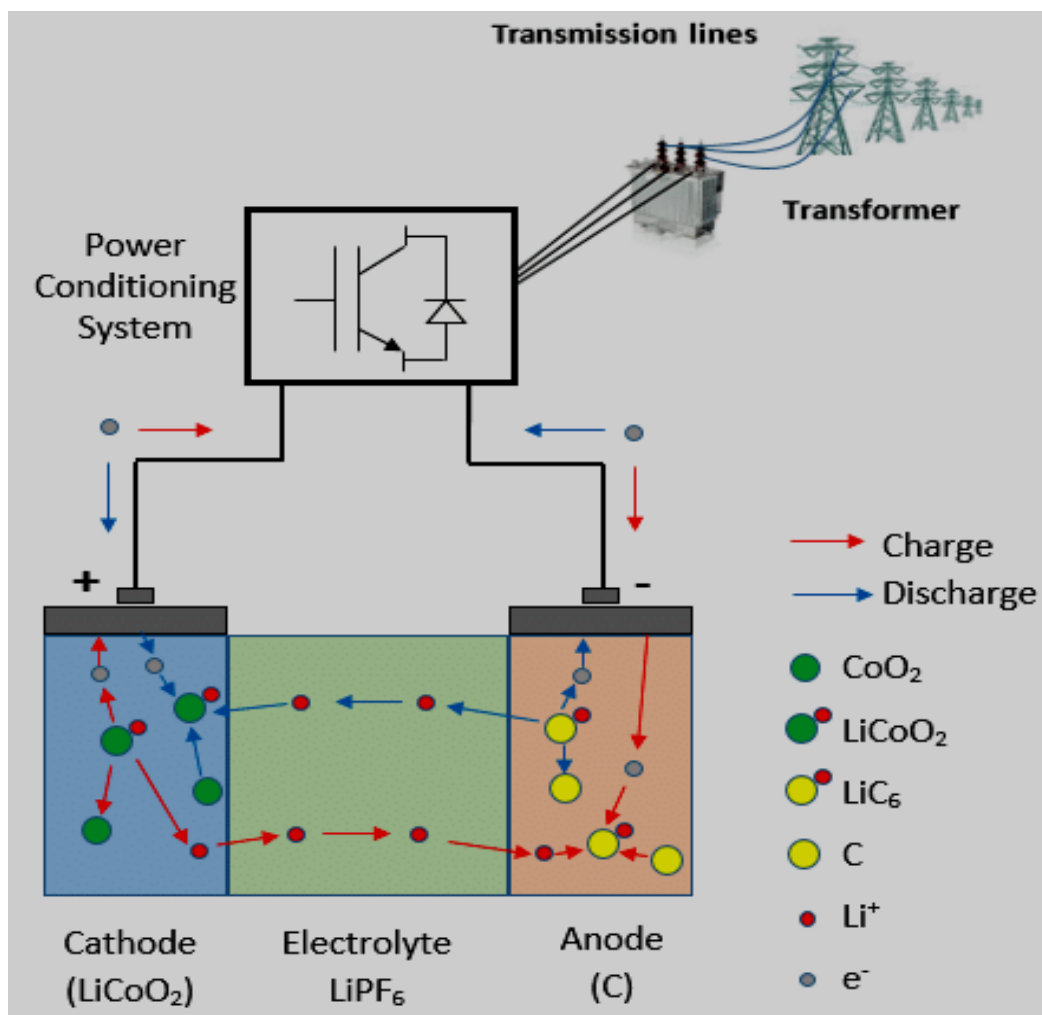 Transmission lines
Transformer
Power
Conditioning
System
+
-
Charge
Discharge
CoO₂
LiCoO₂
LiC₆
C
Li⁺
e⁻
Cathode
(LiCoO₂)
Electrolyte
LiPF₆
Anode
(C)